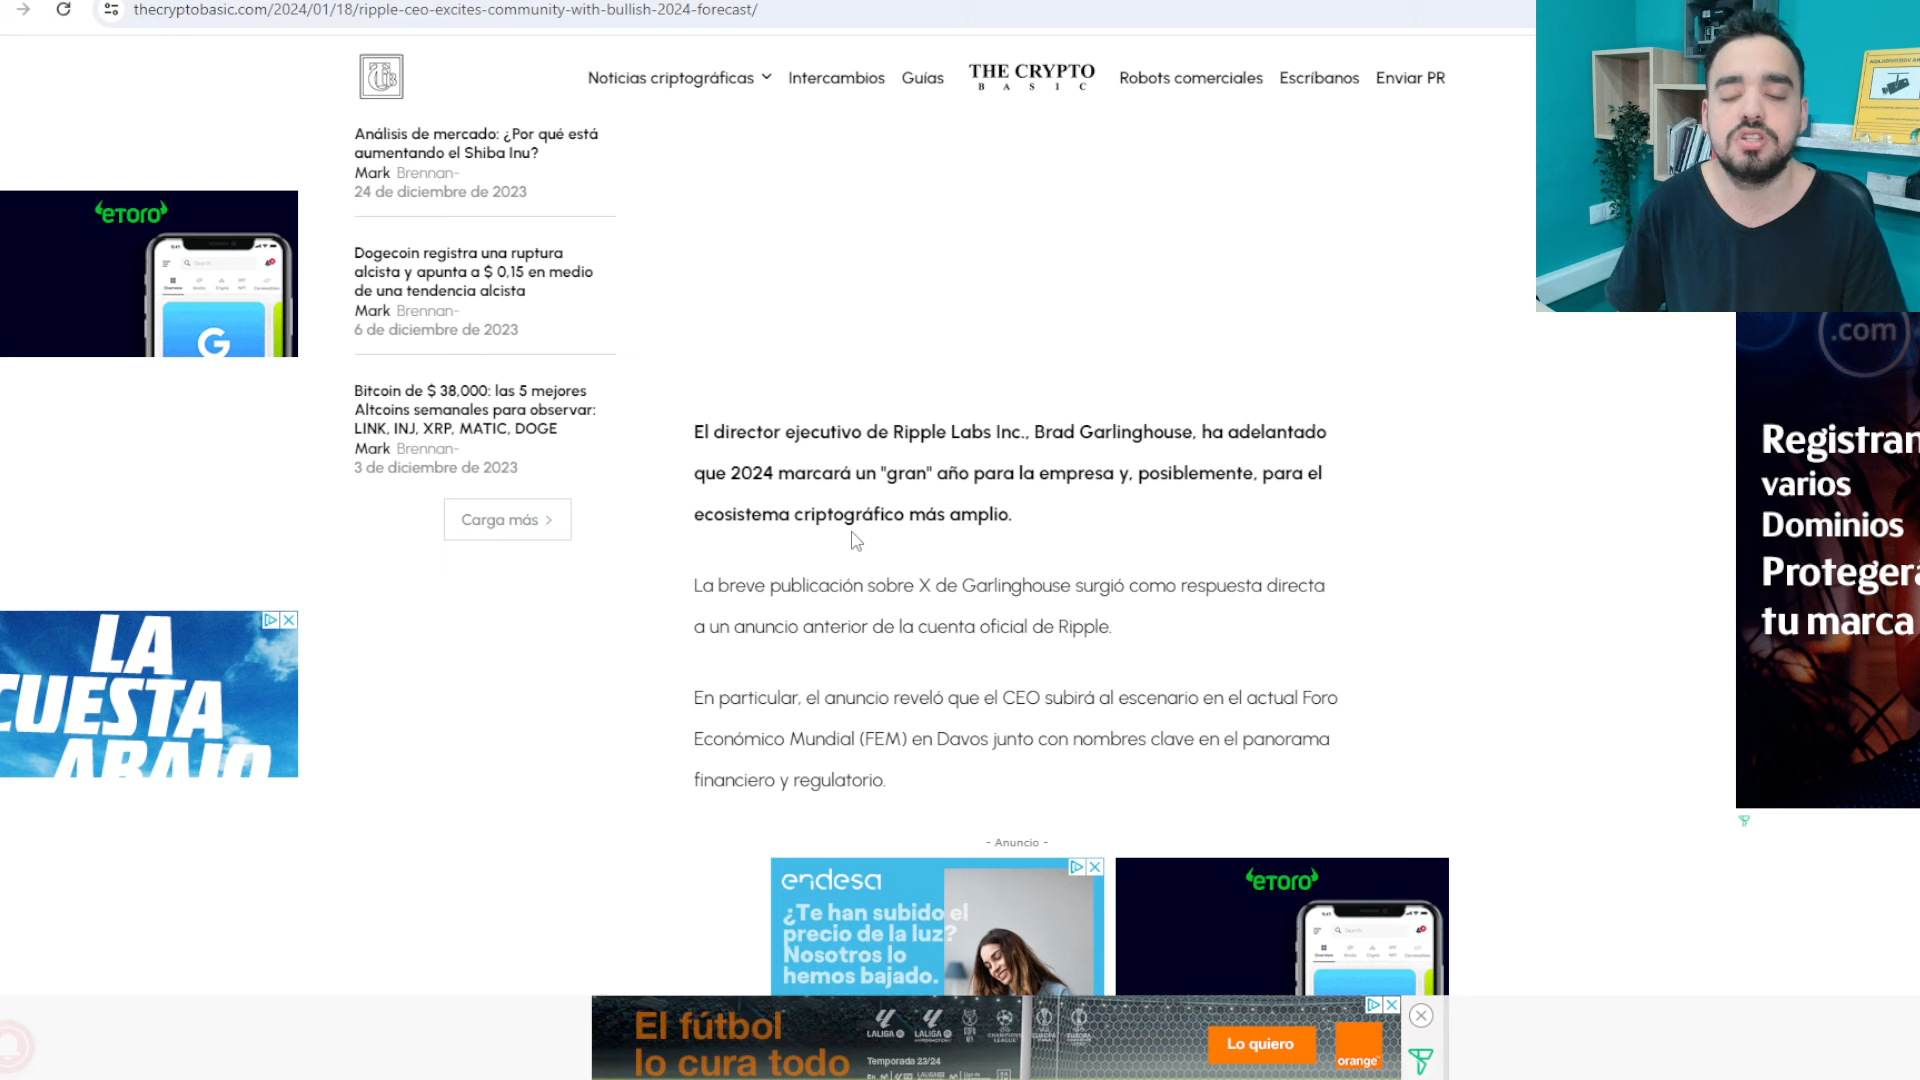 thecryptobasic.com/2024/01/18/ripple-ceo-excites-community-with-bullish-2024-forecast/
Noticias criptográficas
Intercambios
Guías
THE CRYPTO
BASIC
Robots comerciales
Escríbanos
Enviar PR
Análisis de mercado: ¿Por qué está
aumentando el Shiba Inu?
Mark Brennan-
24 de diciembre de 2023
Dogecoin registra una ruptura
alcista y apunta a $ 0,15 en medio
de una tendencia alcista
Mark Brennan-
6 de diciembre de 2023
Bitcoin de $ 38,000: las 5 mejores
Altcoins semanales para observar:
LINK, INJ, XRP, MATIC, DOGE
Mark Brennan-
3 de diciembre de 2023
Carga más >
eToro
LA
CUESTA
ABAJO
El director ejecutivo de Ripple Labs Inc., Brad Garlinghouse, ha adelantado
que 2024 marcará un "gran" año para la empresa y, posiblemente, para el
ecosistema criptográfico más amplio.
La breve publicación sobre X de Garlinghouse surgió como respuesta directa
a un anuncio anterior de la cuenta oficial de Ripple.
En particular, el anuncio reveló que el CEO subirá al escenario en el actual Foro
Económico Mundial (FEM) en Davos junto con nombres clave en el panorama
financiero y regulatorio.
- Anuncio -
endesa
¿Te han subido el
precio de la luz?
Nosotros lo
hemos bajado.
eToro
.com
Registran
varios
Dominios
Proteger
tu marca
El fútbol
lo cura todo
LALIGA
LALIGA
Temporada 23/24
Lo quiero
orange